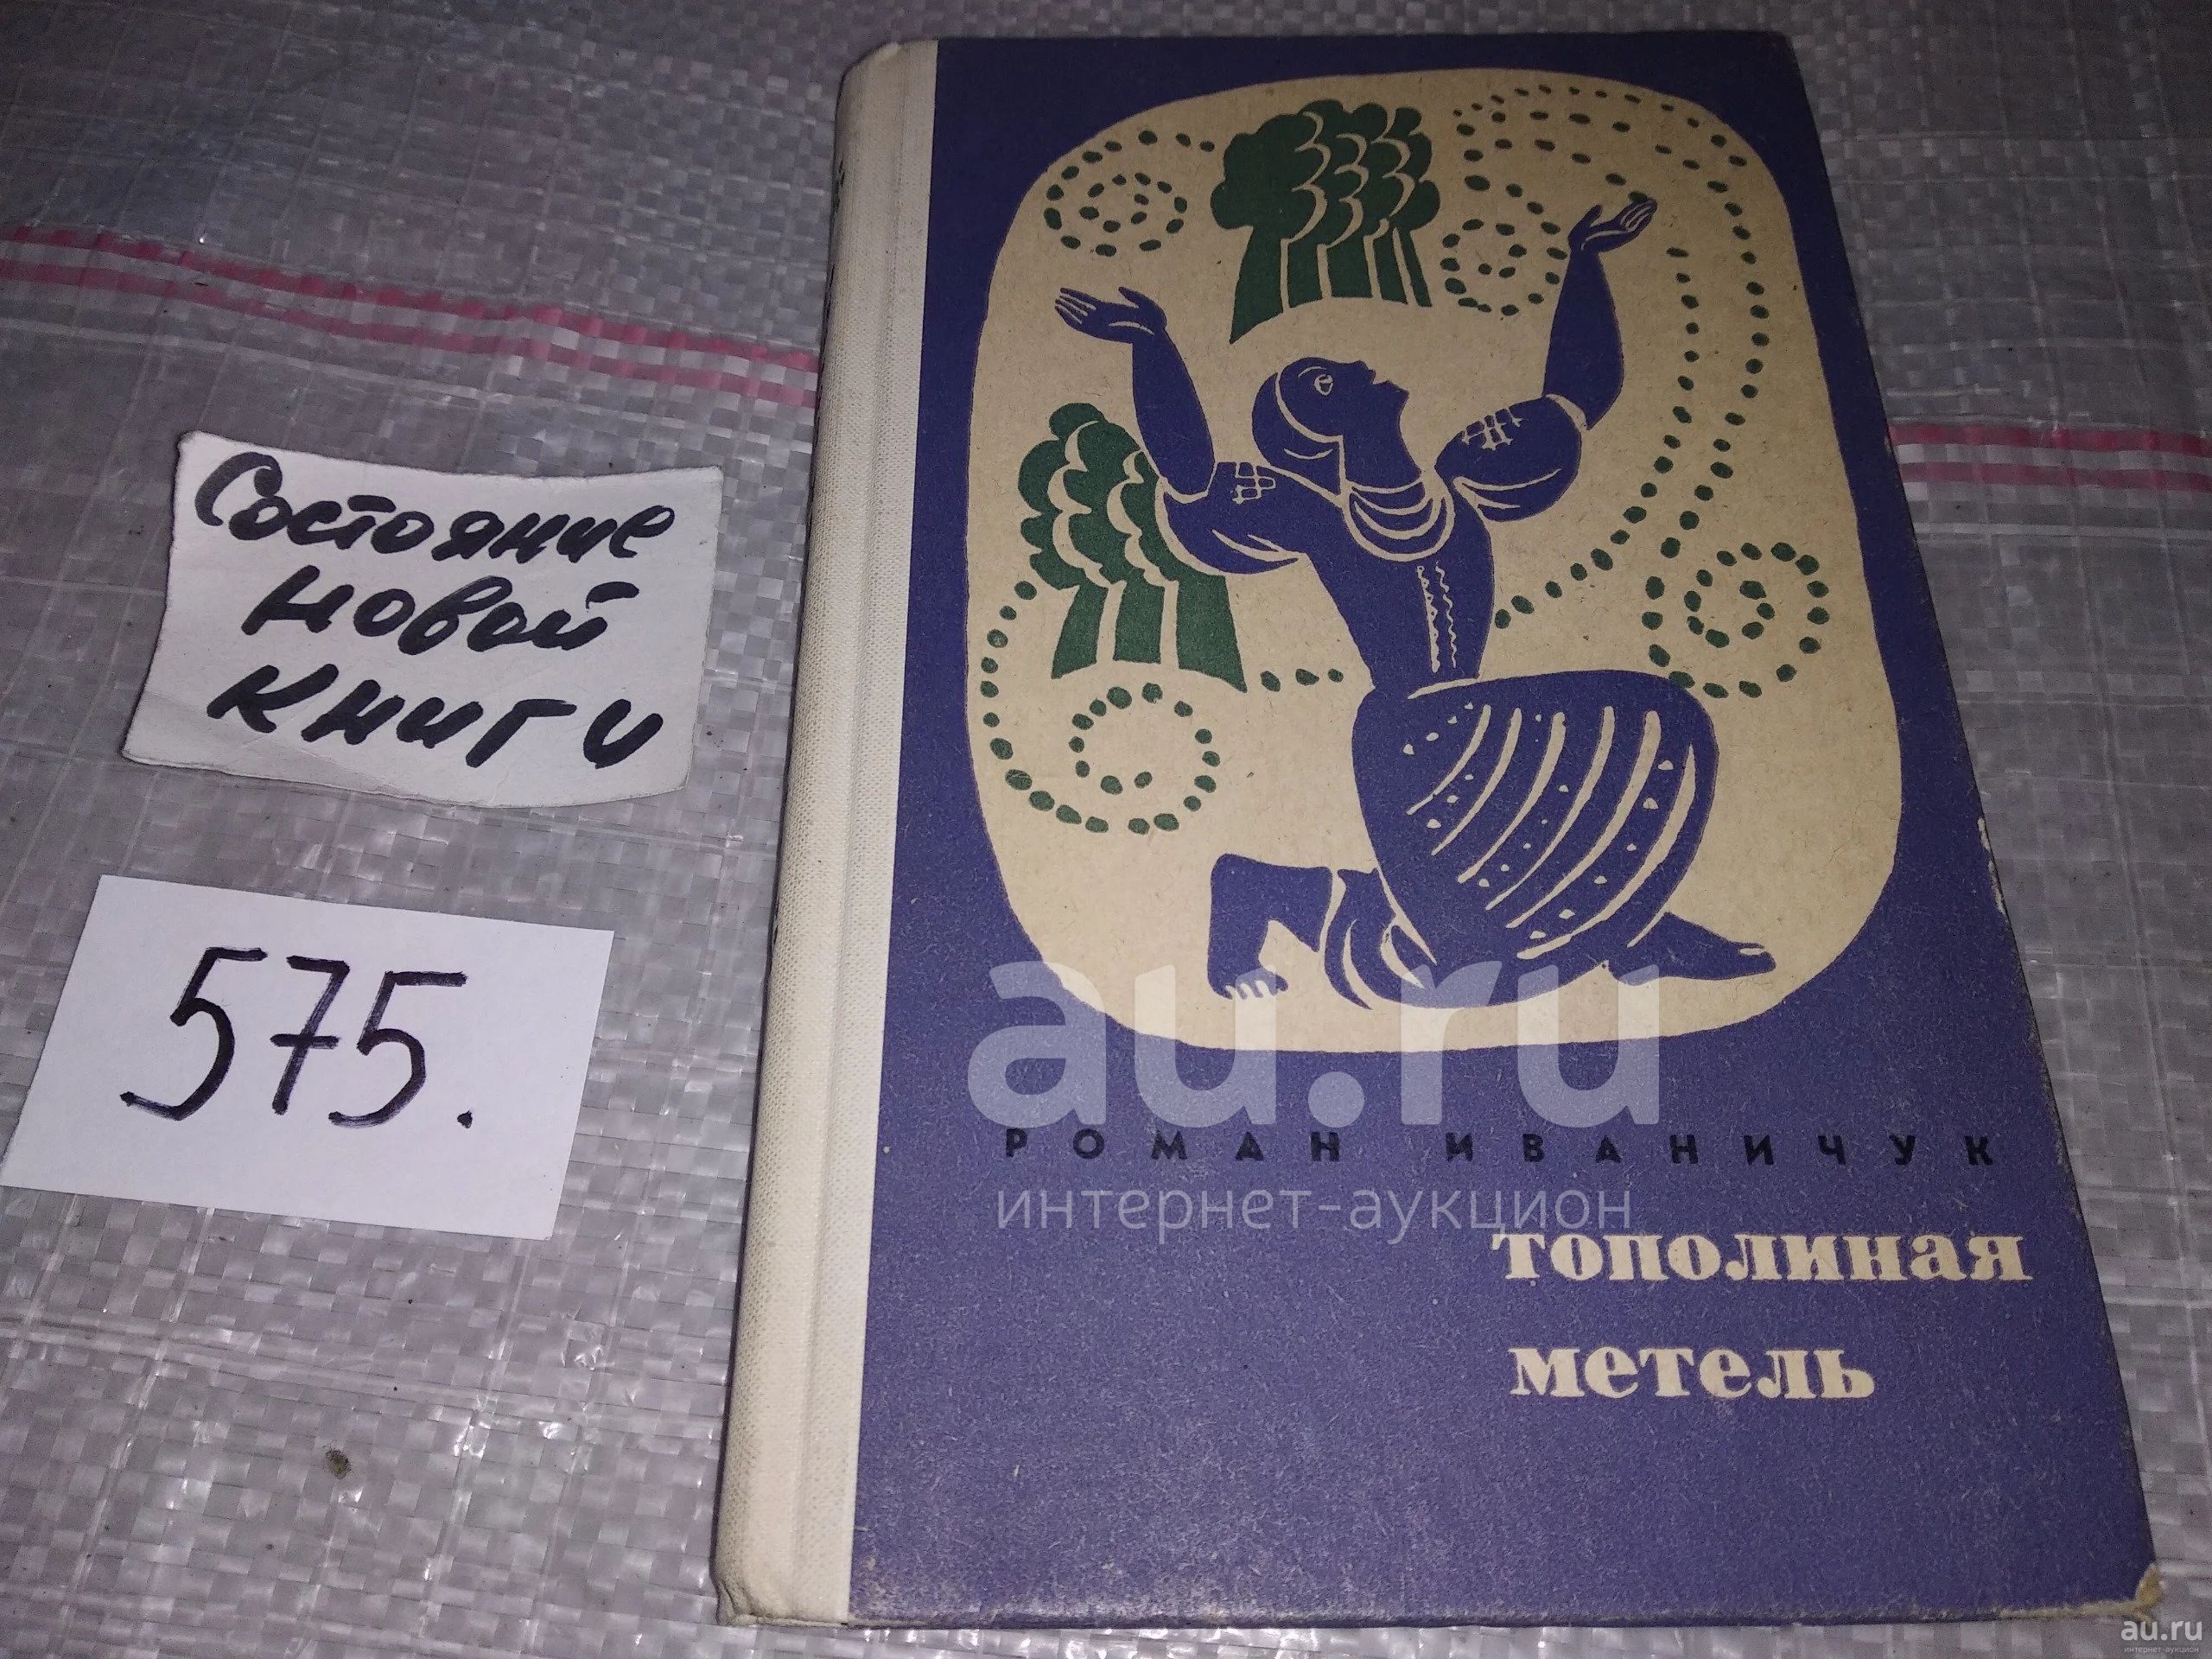 Состояние
новой
книги
575.
au.ru
РОМАН ИВАНИЧУК
интернет-аукцион
тополиная
метель
au.ru
интернет-аукцион